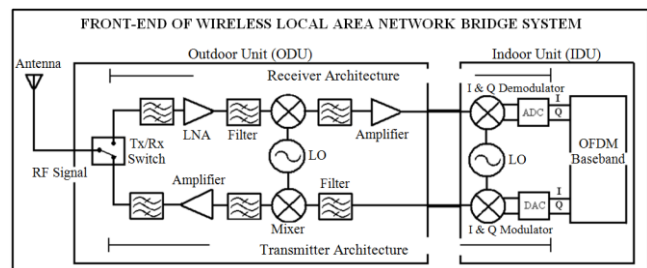 FRONT-END OF WIRELESS LOCAL AREA NETWORK BRIDGE SYSTEM
Outdoor Unit (ODU)
Indoor Unit (IDU)
Antenna
Receiver Architecture
I & Q Demodulator
LNA
Filter
Amplifier
ADC
I
Q
Tx/Rx
Switch
RF Signal
LO
LO
OFDM
Baseband
Amplifier
Filter
Mixer
DAC
I
Q
I & Q Modulator
Transmitter Architecture